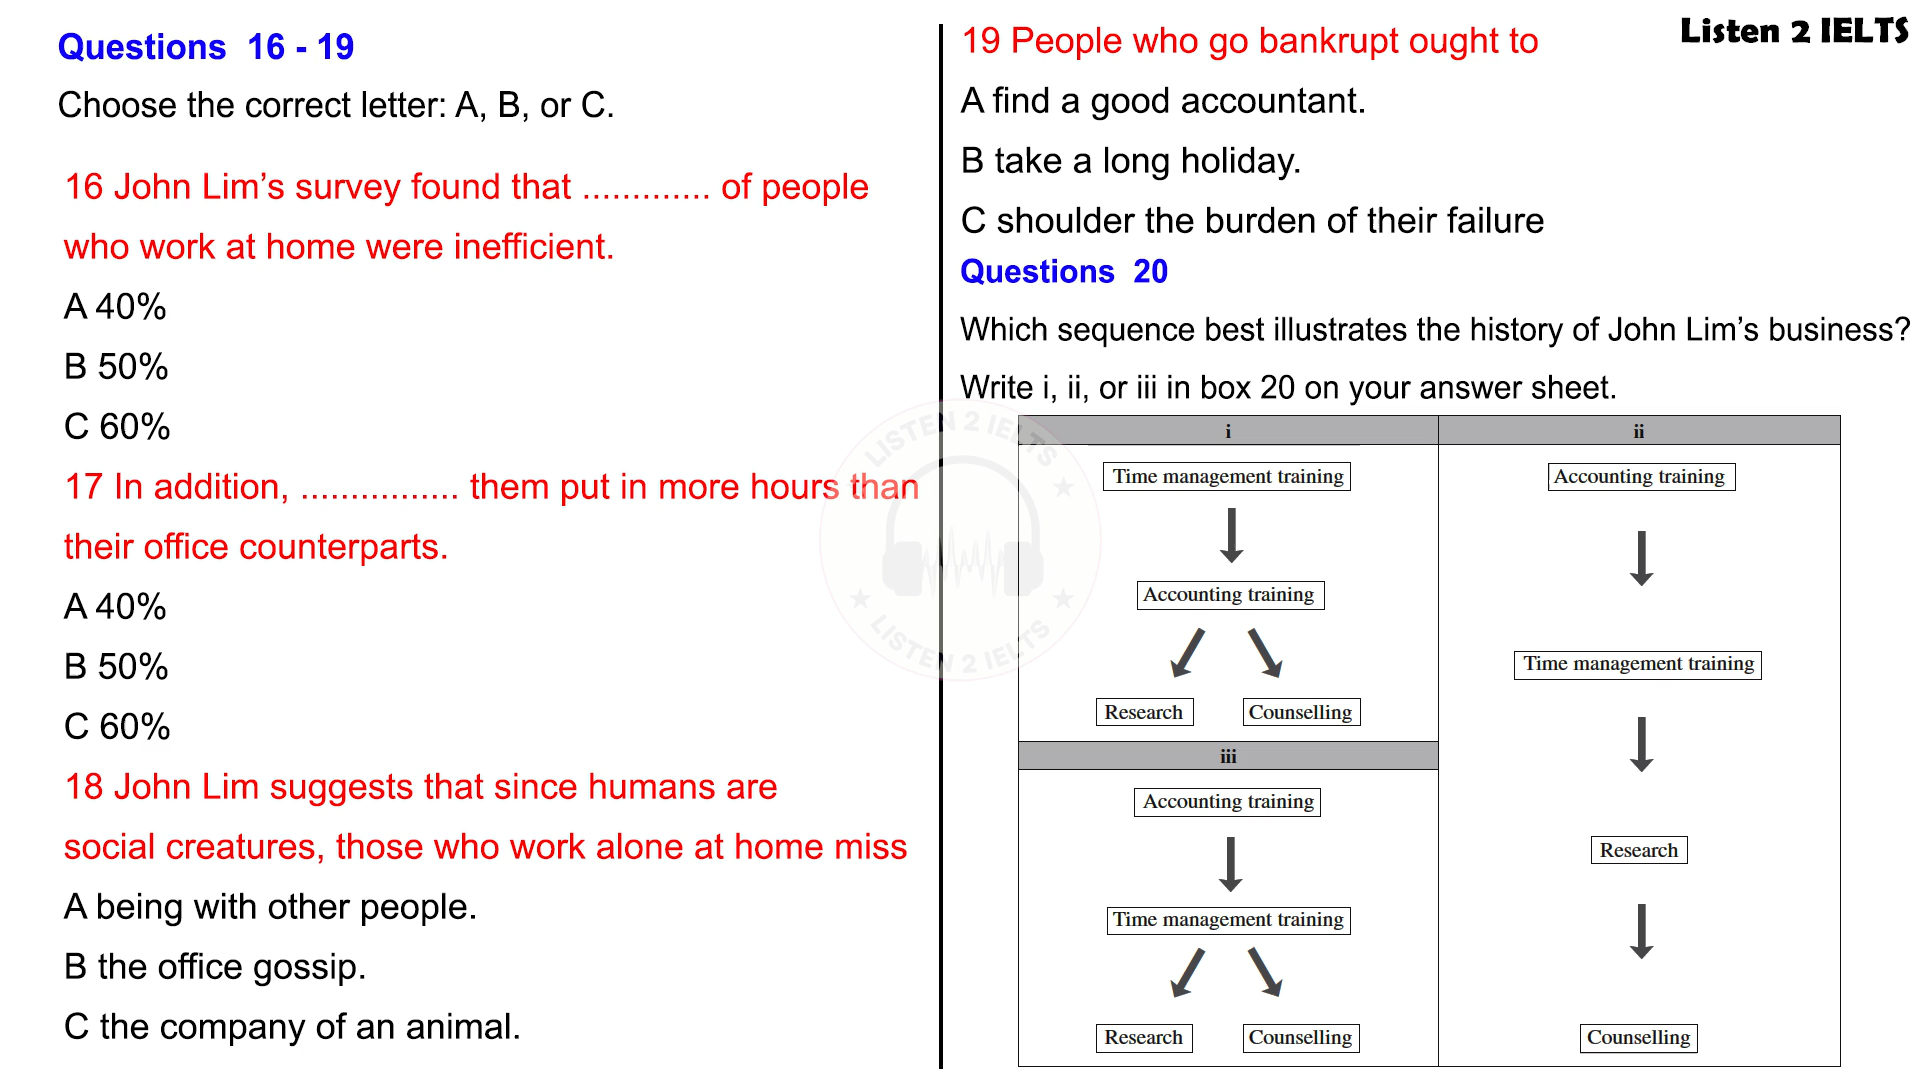 Questions 16 - 19
Choose the correct letter: A, B, or C.
16 John Lim’s survey found that ............. of people
who work at home were inefficient.
A 40%
B 50%
C 60%
17 In addition, ................ them put in more hours than
their office counterparts.
A 40%
B 50%
C 60%
18 John Lim suggests that since humans are
social creatures, those who work alone at home miss
A being with other people.
B the office gossip.
C the company of an animal.
Listen 2 IELTS
19 People who go bankrupt ought to
A find a good accountant.
B take a long holiday.
C shoulder the burden of their failure
Questions 20
Which sequence best illustrates the history of John Lim’s business?
Write i, ii, or iii in box 20 on your answer sheet.
i
Time management training
Accounting training
Research
Counselling
ii
Accounting training
Time management training
Research
Counselling
iii
Accounting training
Time management training
Research
Counselling
LISTEN 2 IELTS
LISTEN 2 IELTS